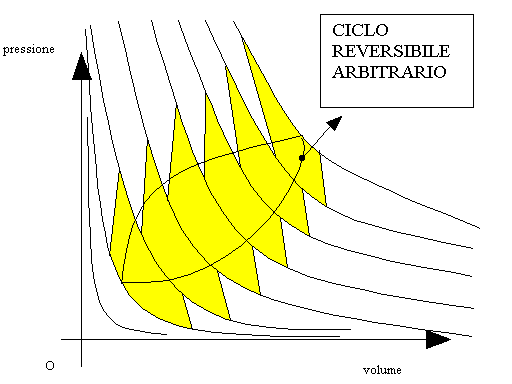 CICLO
REVERSIBILE
ARBITRARIO
pressione
O
volume